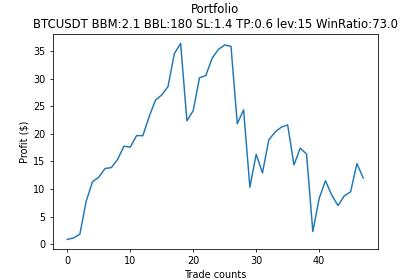 Portfolio
BTCUSDT BBM:2.1 BBL:180 SL:1.4 TP:0.6 lev:15 WinRatio:73.0
35
30
25
20
15
10
5
0
Profit ($)
0 10 20 30 40
Trade counts